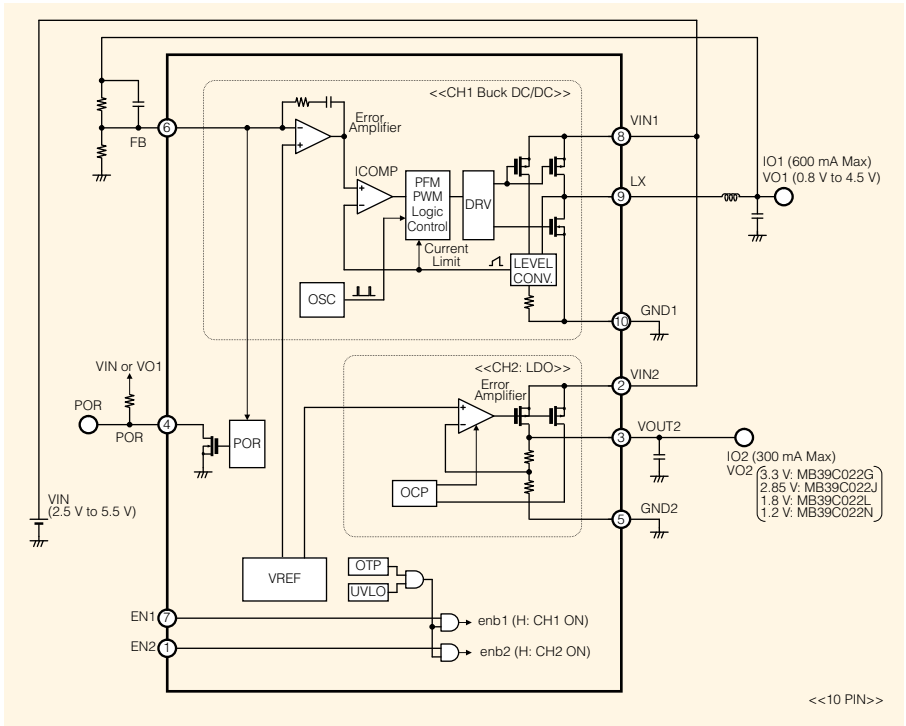 <<CH1 Buck DC/DC>>
6
FB
Error
Amplifier
ICOMP
PFM
PWM
Logic
Control
DRV
Current
Limit
LEVEL
CONV.
OSC
VIN1
8
IO1 (600 mA Max)
VO1 (0.8 V to 4.5 V)
LX
9
GND1
10
<<CH2: LDO>>
Error
Amplifier
VIN2
2
VOUT2
3
IO2 (300 mA Max)
VO2
3.3 V: MB39C022G
2.85 V: MB39C022J
1.8 V: MB39C022L
1.2 V: MB39C022N
OCP
GND2
5
VIN or VO1
POR
4
POR
POR
VIN
(2.5 V to 5.5 V)
VREF
OTP
UVLO
EN1
7
enb1 (H: CH1 ON)
EN2
1
enb2 (H: CH2 ON)
<<10 PIN>>